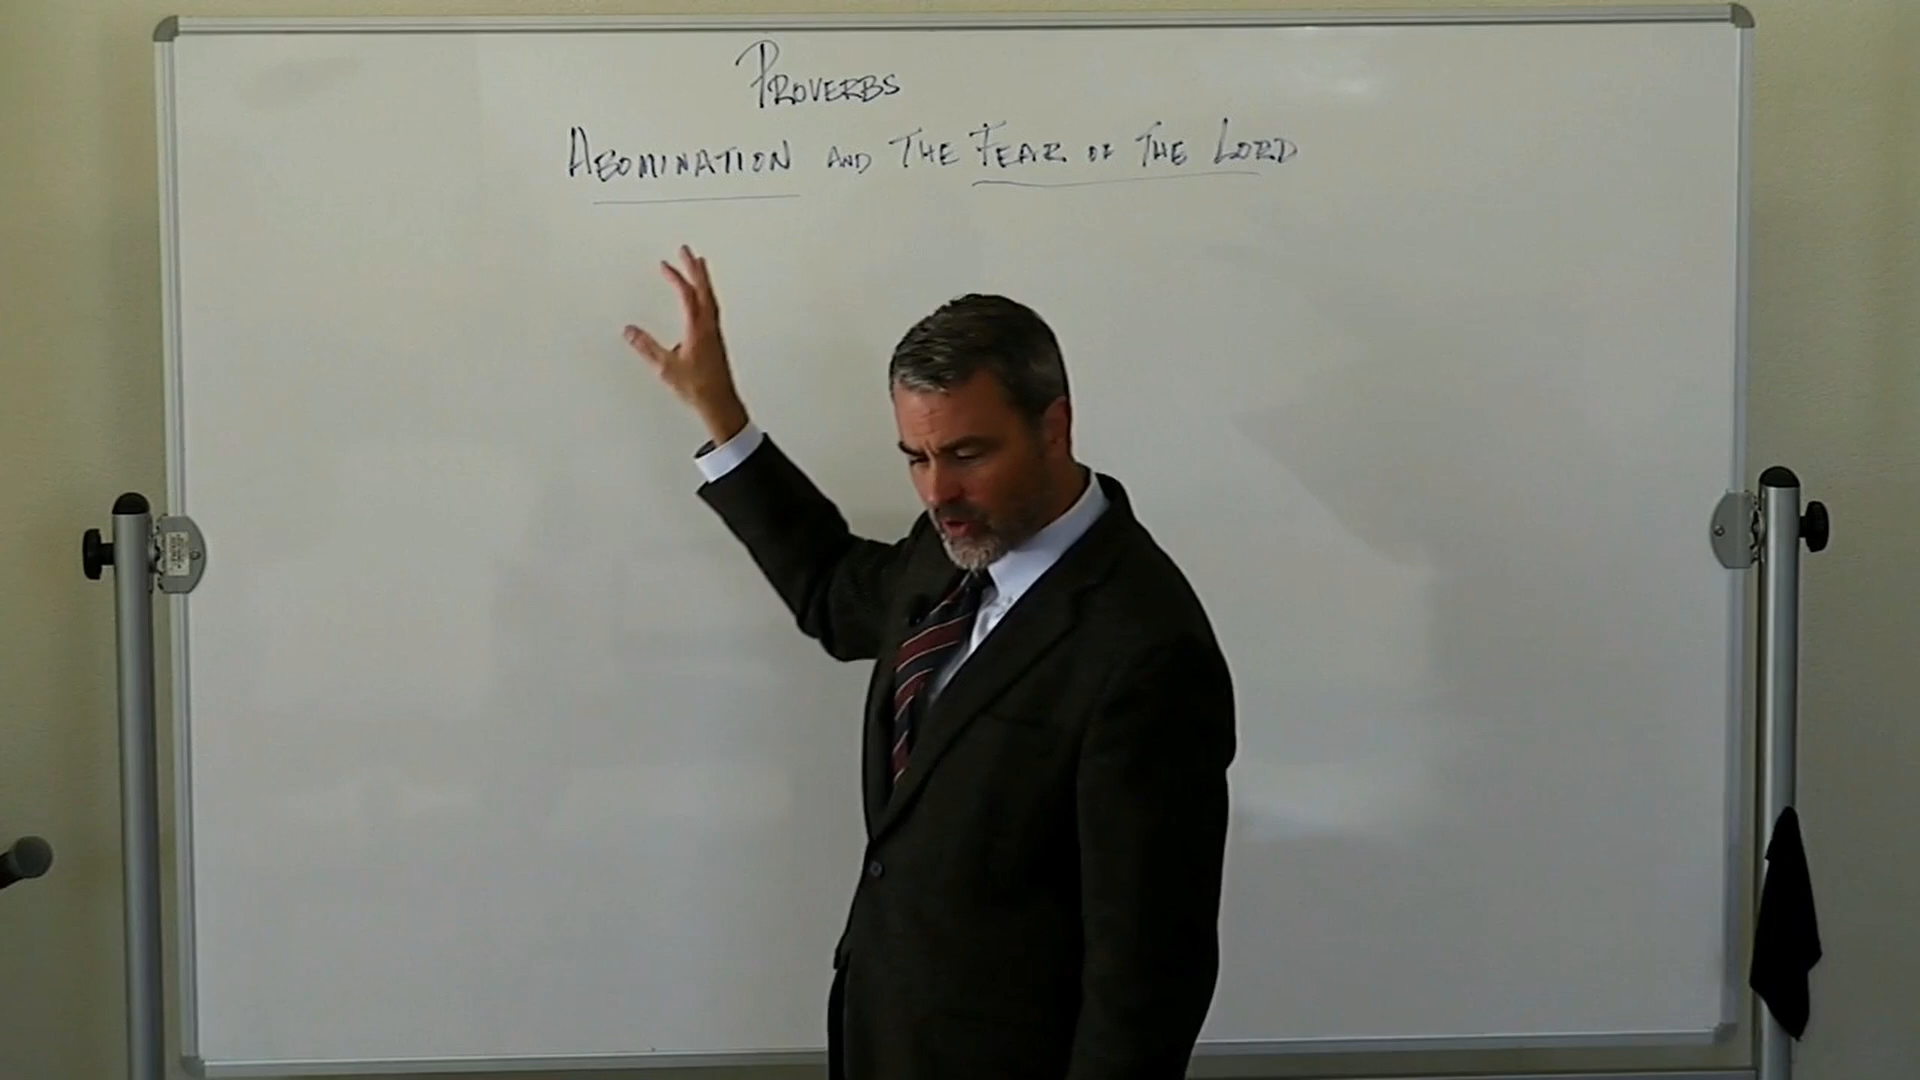 PROVERBS
ABOMINATION AND THE FEAR OF THE LORD